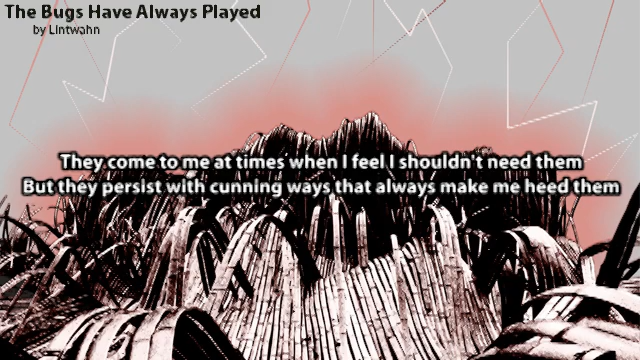 The Bugs Have Always Played
by Lintwahn
They come to me at times when I feel I shouldn't need them
But they persist with cunning ways that always make me heed them